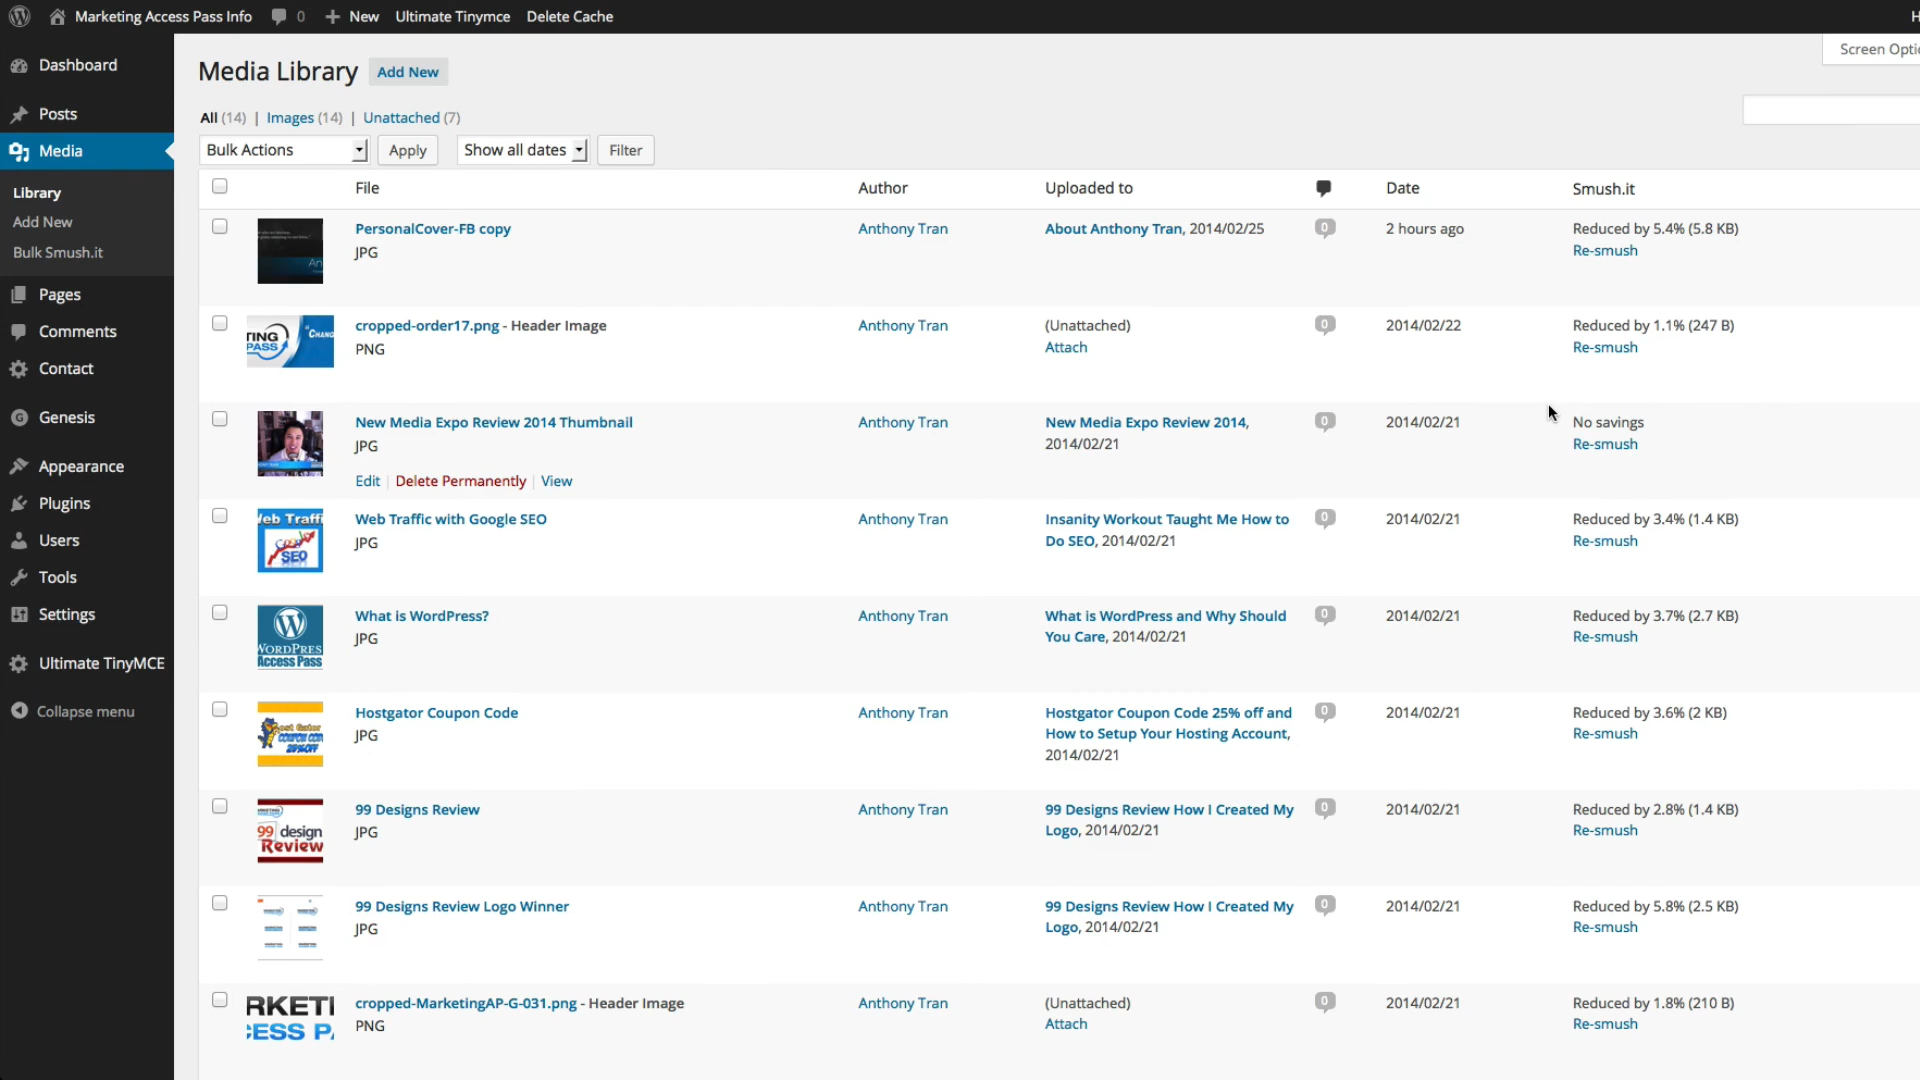 Marketing Access Pass Info 0 New Ultimate Tinymce Delete Cache H
Screen Opti
Dashboard
Posts
Media
Library
Add New
Bulk Smush.it
Pages
Comments
Contact
Genesis
Appearance
Plugins
Users
Tools
Settings
Ultimate TinyMCE
Collapse menu
Media Library Add New
All (14) | Images (14) | Unattached (7)
Bulk Actions Apply Show all dates Filter
File Author Uploaded to Date Smush.it
PersonalCover-FB copy Anthony Tran About Anthony Tran, 2014/02/25 0 2 hours ago Reduced by 5.4% (5.8 KB)
JPG Re-smush
An
cropped-order17.png - Header Image Anthony Tran (Unattached) 0 2014/02/22 Reduced by 1.1% (247 B)
PNG Attach Re-smush
TING "CHANG
PASS
New Media Expo Review 2014 Thumbnail Anthony Tran New Media Expo Review 2014, 0 2014/02/21 No savings
JPG 2014/02/21 Re-smush
Edit | Delete Permanently | View
Web Traffic with Google SEO Anthony Tran Insanity Workout Taught Me How to 0 2014/02/21 Reduced by 3.4% (1.4 KB)
JPG Do SEO, 2014/02/21 Re-smush
Web Traffi
SEO
What is WordPress? Anthony Tran What is WordPress and Why Should 0 2014/02/21 Reduced by 3.7% (2.7 KB)
JPG You Care, 2014/02/21 Re-smush
WORDPRES
Access Pass
Hostgator Coupon Code Anthony Tran Hostgator Coupon Code 25% off and 0 2014/02/21 Reduced by 3.6% (2 KB)
JPG How to Setup Your Hosting Account, Re-smush
2014/02/21
99 Designs Review Anthony Tran 99 Designs Review How I Created My 0 2014/02/21 Reduced by 2.8% (1.4 KB)
JPG Logo, 2014/02/21 Re-smush
99 design
Review
99 Designs Review Logo Winner Anthony Tran 99 Designs Review How I Created My 0 2014/02/21 Reduced by 5.8% (2.5 KB)
JPG Logo, 2014/02/21 Re-smush
cropped-MarketingAP-G-031.png - Header Image Anthony Tran (Unattached) 0 2014/02/21 Reduced by 1.8% (210 B)
PNG Attach Re-smush
RKETI
CESS PA